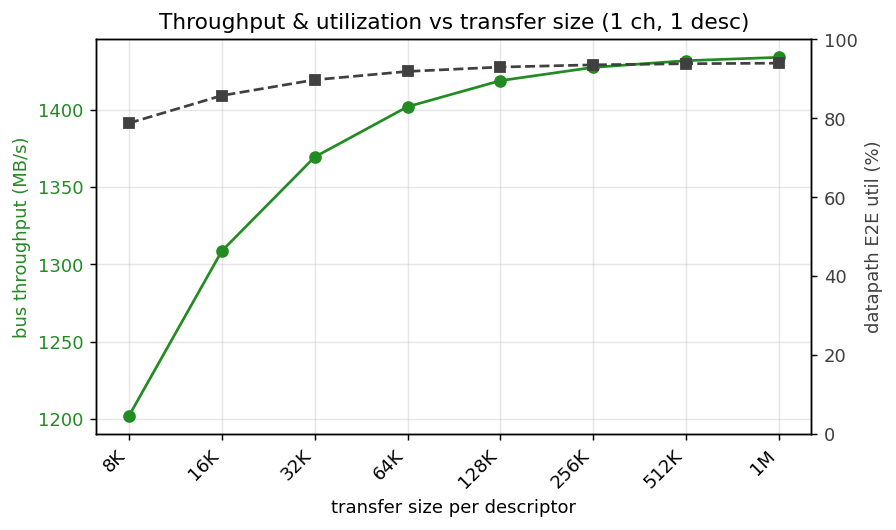 Throughput & utilization vs transfer size (1 ch, 1 desc)
bus throughput (MB/s)
1400
1350
1300
1250
1200
100
80
60
40
20
0
datapath E2E util (%)
8K
16K
32K
64K
128K
256K
512K
1M
transfer size per descriptor